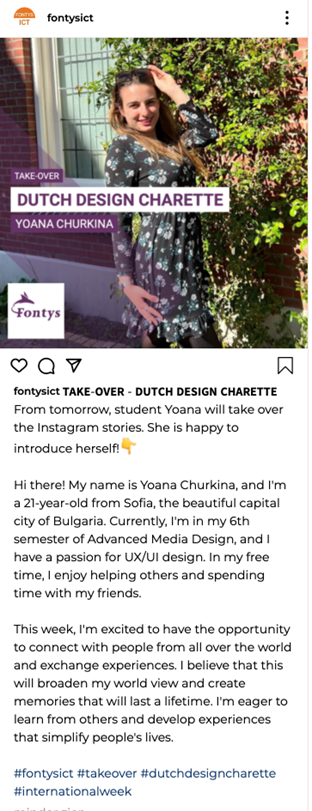 FONTYS
ICT
fontysict
TAKE-OVER
DUTCH DESIGN CHARETTE
YOANA CHURKINA
Fontys
fontysict TAKE-OVER - DUTCH DESIGN CHARETTE
From tomorrow, student Yoana will take over
the Instagram stories. She is happy to
introduce herself!👇
Hi there! My name is Yoana Churkina, and I'm
a 21-year-old from Sofia, the beautiful capital
city of Bulgaria. Currently, I'm in my 6th
semester of Advanced Media Design, and I
have a passion for UX/UI design. In my free
time, I enjoy helping others and spending
time with my friends.
This week, I'm excited to have the opportunity
to connect with people from all over the world
and exchange experiences. I believe that this
will broaden my world view and create
memories that will last a lifetime. I'm eager to
learn from others and develop experiences
that simplify people's lives.
#fontysict #takeover #dutchdesigncharette
#internationalweek